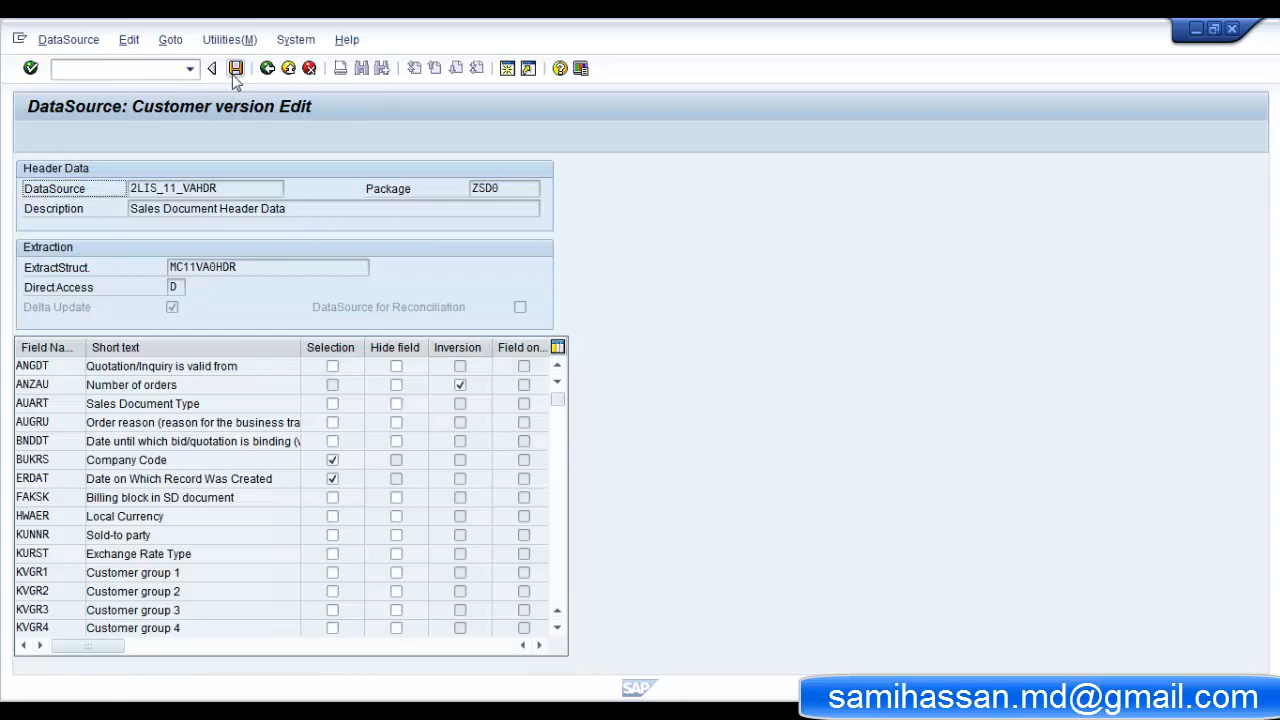 DataSource Edit Goto Utilities(M) System Help
DataSource: Customer version Edit
Header Data
DataSource 2LIS_11_VAHDR Package ZSD0
Description Sales Document Header Data
Extraction
ExtractStruct. MC11VA0HDR
DirectAccess D
Delta Update DataSource for Reconciliation
Field Na... Short text Selection Hide field Inversion Field on...
ANGDT Quotation/Inquiry is valid from
ANZAU Number of orders
AUART Sales Document Type
AUGRU Order reason (reason for the business tra
BNDDT Date until which bid/quotation is binding (v
BUKRS Company Code
ERDAT Date on Which Record Was Created
FAKSK Billing block in SD document
HWAER Local Currency
KUNNR Sold-to party
KURST Exchange Rate Type
KVGR1 Customer group 1
KVGR2 Customer group 2
KVGR3 Customer group 3
KVGR4 Customer group 4
SAP
samihassan.md@gmail.com